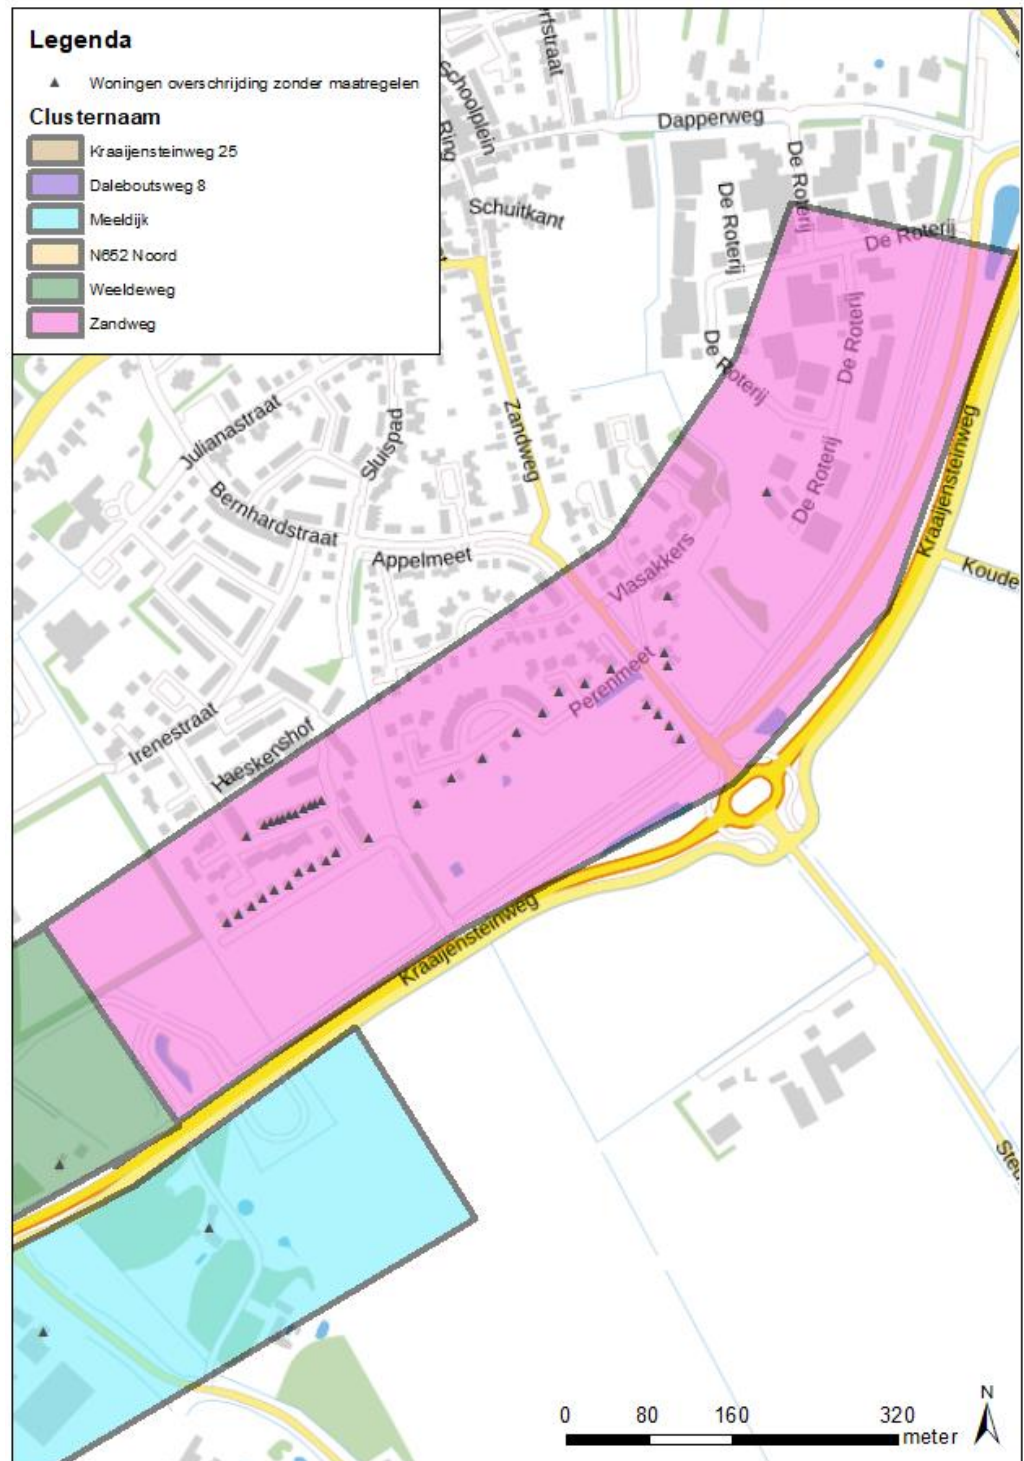 Legenda
Woningen overschrijding zonder maatregelen
Clusternaam
Kraaijensteinweg 25
Daleboutsweg 8
Meeldijk
N652 Noord
Weeldeweg
Zandweg
Schoolplein
Ring
Dapperweg
De Roterij
De Roterij
Schuitkant
De Roterij
De Roterij
De Roterij
Zandweg
Julianastraat
Sluispad
Bernhardstraat
Appelmeet
De Roterij
Kraaijensteinweg
Vlasakkers
Koude
Perenmeet
Irenestraat
Haeskenshof
Kraaijensteinweg
N
0 80 160 320
meter